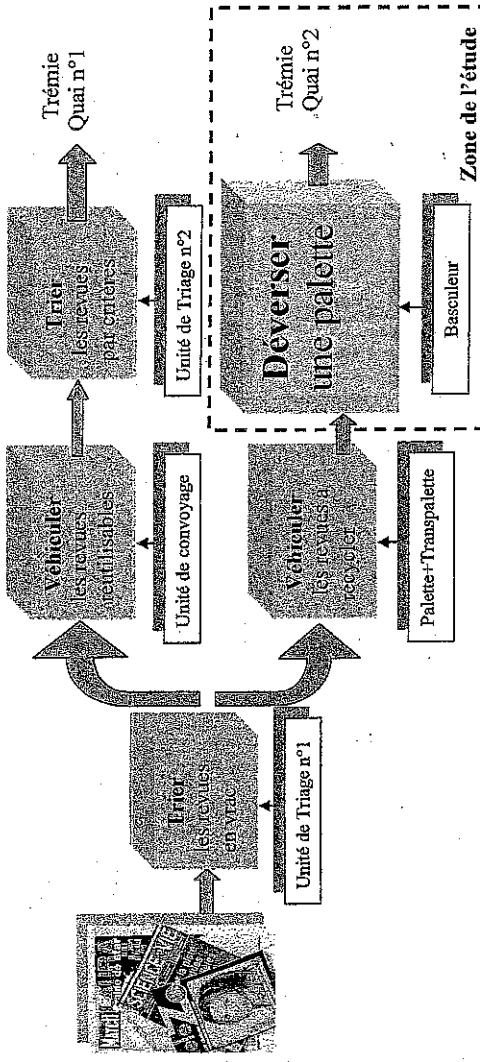 Trier
les revues
en vrac
Unité de Triage n°1
Véhiculer
les revues
réutilisables
Unité de convoyage
Trier
les revues
par critères
Unité de Triage n°2
Trémie
Quai n°1
Véhiculer
les revues à
recycler
Palette+Transpalette
Déverser
une palette
Basculeur
Trémie
Quai n°2
Zone de l'étude